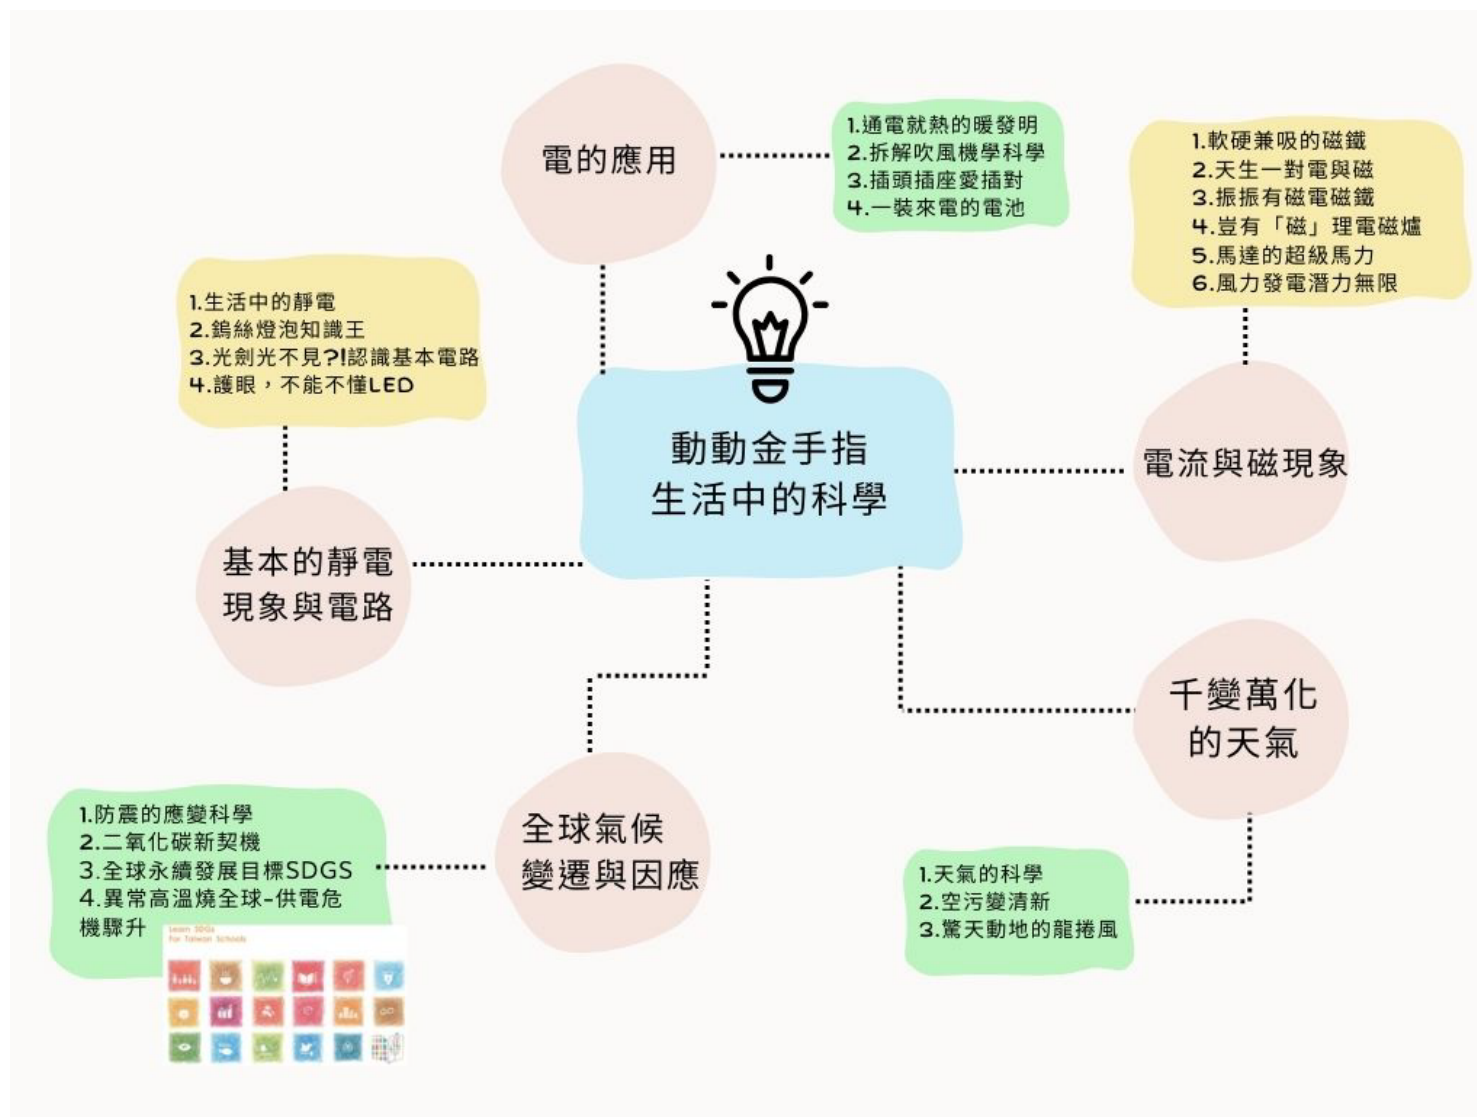 電的應用
1.通電就熱的暖發明
2.拆解吹風機學科學
3.插頭插座愛插對
4.一裝來電的電池
1.軟硬兼吸的磁鐵
2.天生一對電與磁
3.振振有磁電磁鐵
4.豈有「磁」理電磁爐
5.馬達的超級馬力
6.風力發電潛力無限
1.生活中的靜電
2.鎢絲燈泡知識王
3.光劍光不見?!認識基本電路
4.護眼，不能不懂LED
動動金手指
生活中的科學
電流與磁現象
基本的靜電
現象與電路
千變萬化
的天氣
全球氣候
變遷與因應
1.防震的應變科學
2.二氧化碳新契機
3.全球永續發展目標SDGS
4.異常高溫燒全球-供電危
機驟升
1.天氣的科學
2.空污變清新
3.驚天動地的龍捲風
Learn SDGs
For Taiwan Schools